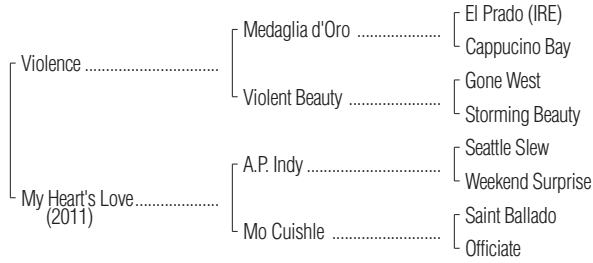 El Prado (IRE)
Medaglia d'Oro ....................
Cappucino Bay
Violence ................................
Gone West
Violent Beauty ......................
Storming Beauty
Seattle Slew
A.P. Indy ................................
Weekend Surprise
My Heart's Love....................
(2011)
Saint Ballado
Mo Cuishle ..........................
Officiate